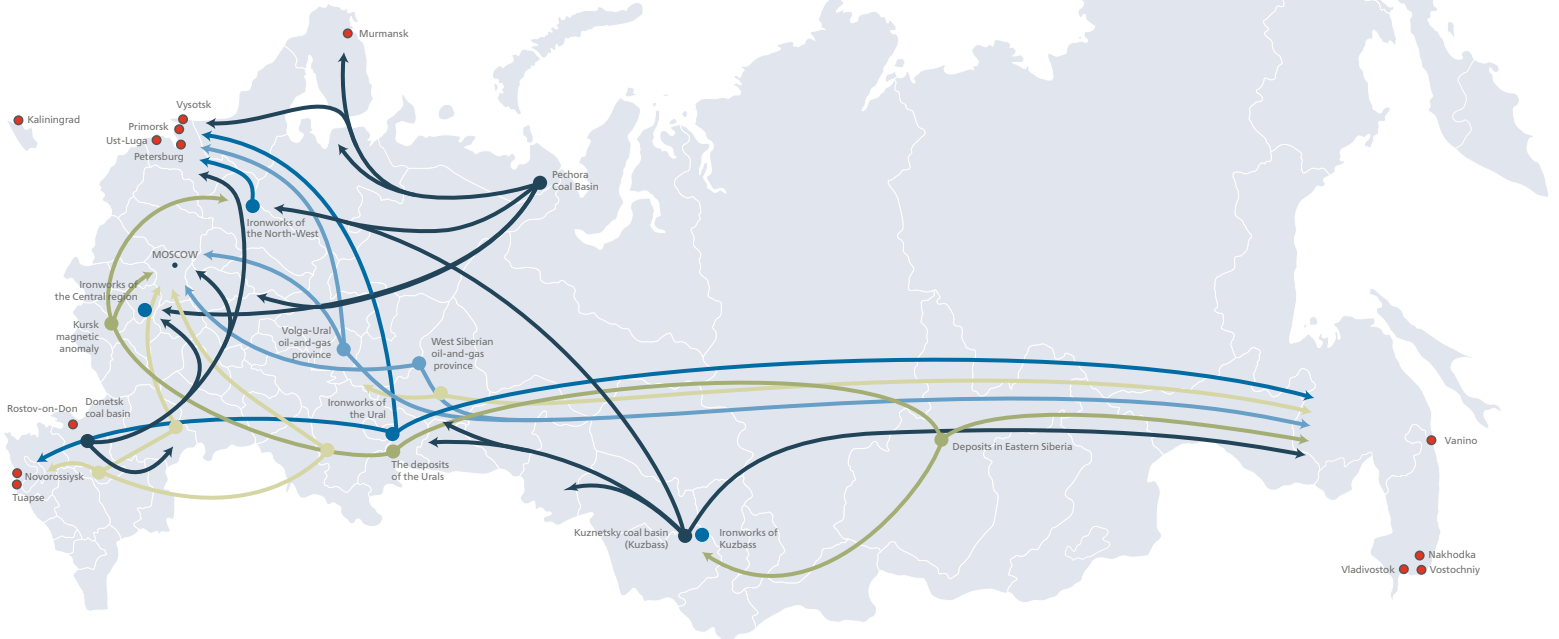 Murmansk
Vysotsk
Kaliningrad
Primorsk
Ust-Luga
Petersburg
Pechora
Coal Basin
Ironworks of
the North-West
MOSCOW
Ironworks of
the Central region
Kursk
magnetic
anomaly
Volga-Ural
oil-and-gas
province
West Siberian
oil-and-gas
province
Ironworks of
the Ural
Donetsk
coal basin
Rostov-on-Don
Deposits in Eastern Siberia
Vanino
The deposits
of the Urals
Novorossiysk
Tuapse
Kuznetsky coal basin
(Kuzbass)
Ironworks of
Kuzbass
Nakhodka
Vladivostok
Vostochniy